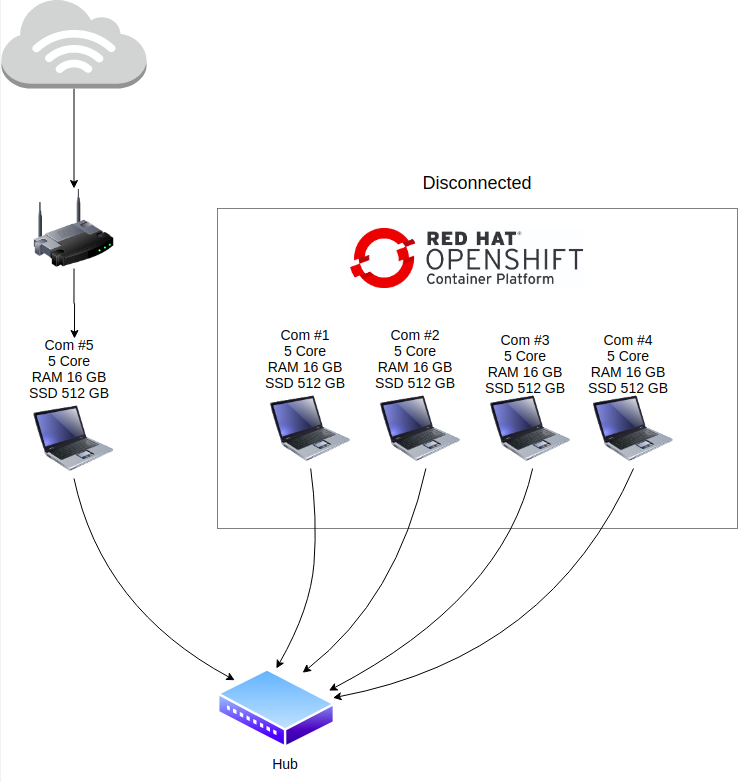 Disconnected
RED HAT®
OPENSHIFT
Container Platform
Com #5
5 Core
RAM 16 GB
SSD 512 GB
Com #1
5 Core
RAM 16 GB
SSD 512 GB
Com #2
5 Core
RAM 16 GB
SSD 512 GB
Com #3
5 Core
RAM 16 GB
SSD 512 GB
Com #4
5 Core
RAM 16 GB
SSD 512 GB
Hub